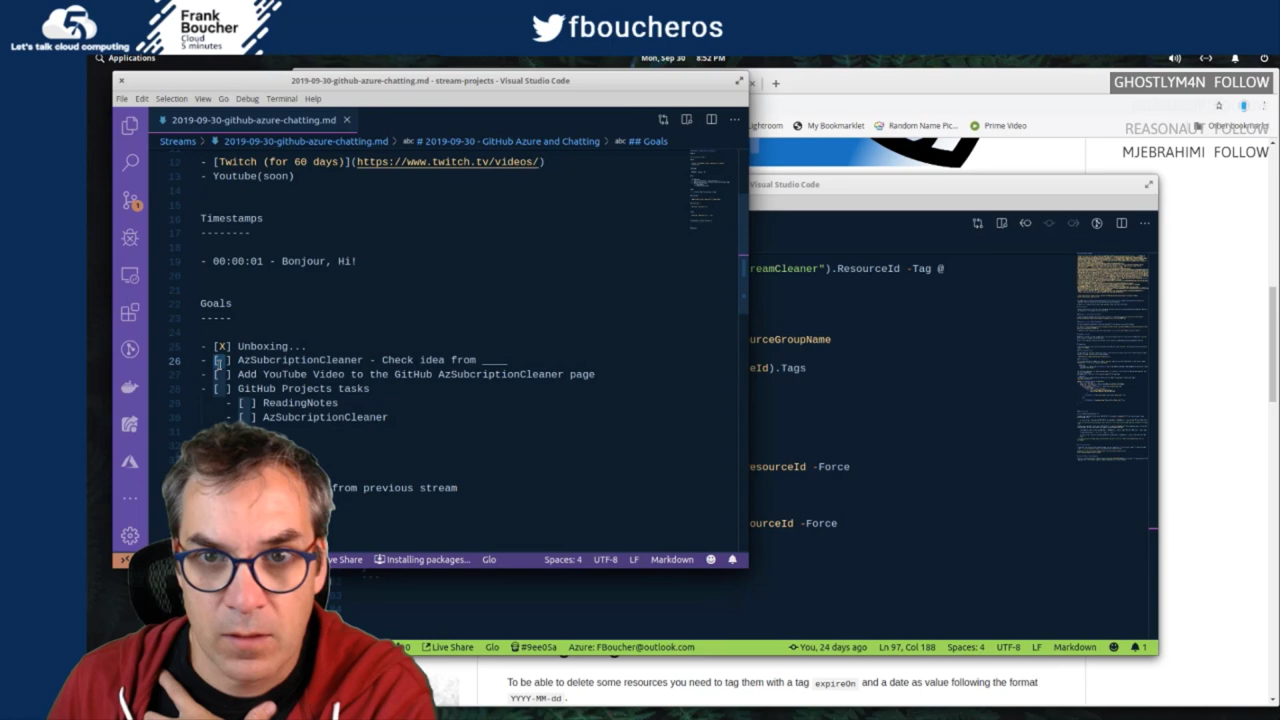 Let's talk cloud computing
Frank
Boucher
Cloud
5 minutes
fboucheros
Applications
Mon, Sep 30 8:52 PM
2019-09-30-github-azure-chatting.md - stream-projects - Visual Studio Code
GHOSTLYM4N FOLLOW
REASONAUT FOLLOW
MJEBRAHIMI FOLLOW
File Edit Selection View Go Debug Terminal Help
2019-09-30-github-azure-chatting.md
Lightroom My Bookmarklet Random Name Pic... Prime Video Other bookmarks
Streams > 2019-09-30-github-azure-chatting.md > # 2019-09-30 - GitHub Azure and Chatting > ## Goals
12 - [Twitch (for 60 days)](https://www.twitch.tv/videos/)
13 - Youtube(soon)
14
15
16 Timestamps
17 --------
18
19 - 00:00:01 - Bonjour, Hi!
20
21
22 Goals
23 -----
24
25 - [X] Unboxing...
26 - [ ] AzSubcriptionCleaner - Check idea from ________
27 - [ ] Add YouTube Video to the GitHub AzSubcriptionCleaner page
28 - [ ] GitHub Projects tasks
29 - [ ] ReadingNotes
30 - [ ] AzSubcriptionCleaner
31
from previous stream
Live Share Installing packages... Glo Spaces: 4 UTF-8 LF Markdown
Visual Studio Code
reamCleaner").ResourceId -Tag @
urceGroupName
eId).Tags
esourceId -Force
ourceId -Force
Live Share Glo #9ee05a Azure: FBoucher@outlook.com You, 24 days ago Ln 97, Col 188 Spaces: 4 UTF-8 LF Markdown 1
To be able to delete some resources you need to tag them with a tag expireOn and a date as value following the format
YYYY-MM-dd .